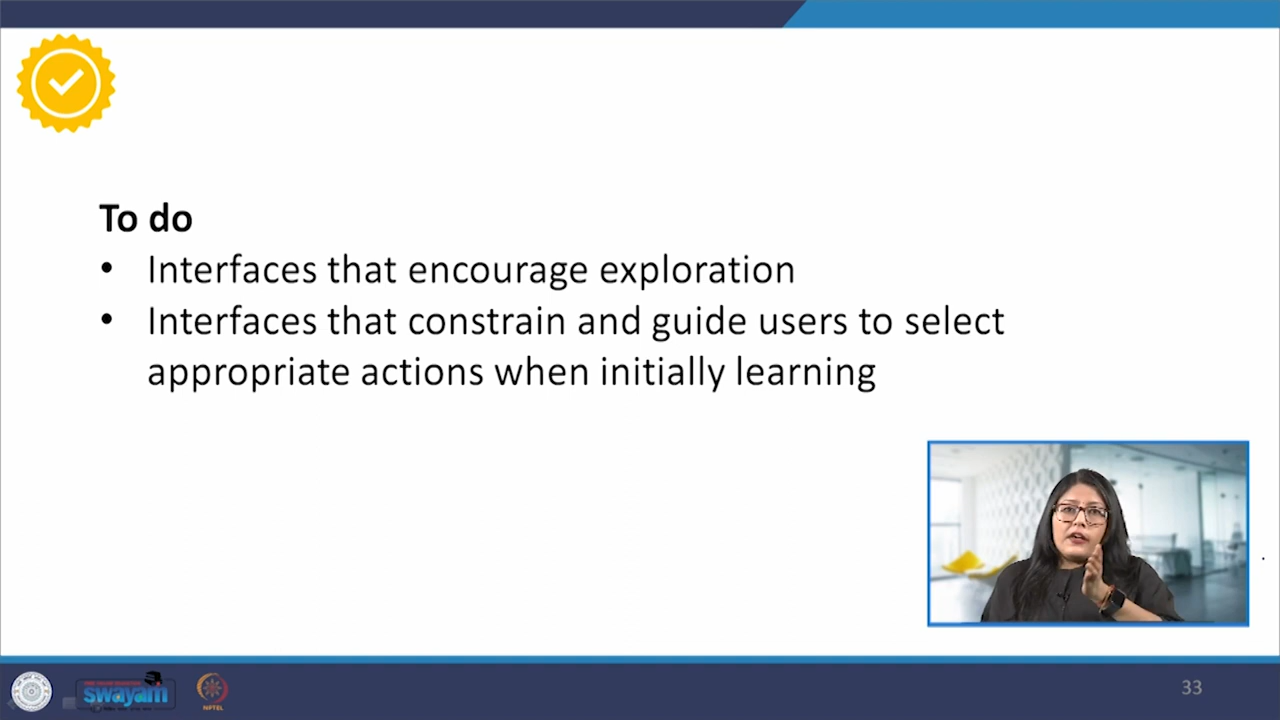 To do
• Interfaces that encourage exploration
• Interfaces that constrain and guide users to select
appropriate actions when initially learning
swayam
NPTEL
33